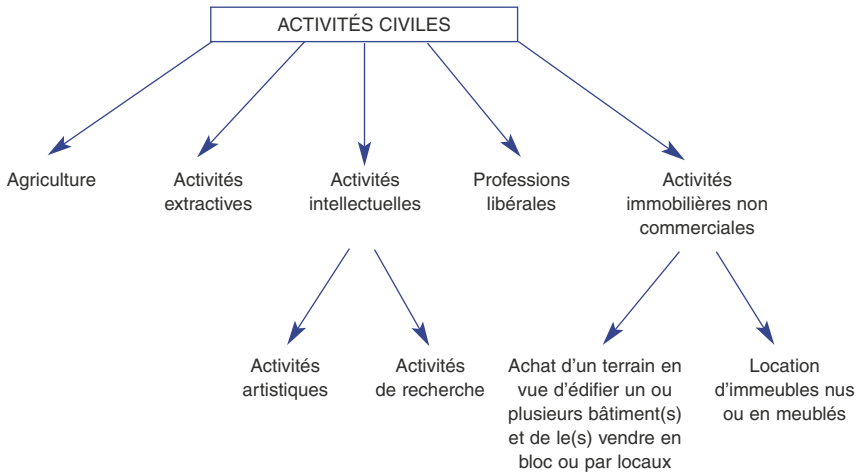 ACTIVITÉS CIVILES
Agriculture
Activités
extractives
Activités
intellectuelles
Professions
libérales
Activités
immobilières non
commerciales
Activités
artistiques
Activités
de recherche
Achat d’un terrain en
vue d’édifier un ou
plusieurs bâtiment(s)
et de le(s) vendre en
bloc ou par locaux
Location
d’immeubles nus
ou en meublés